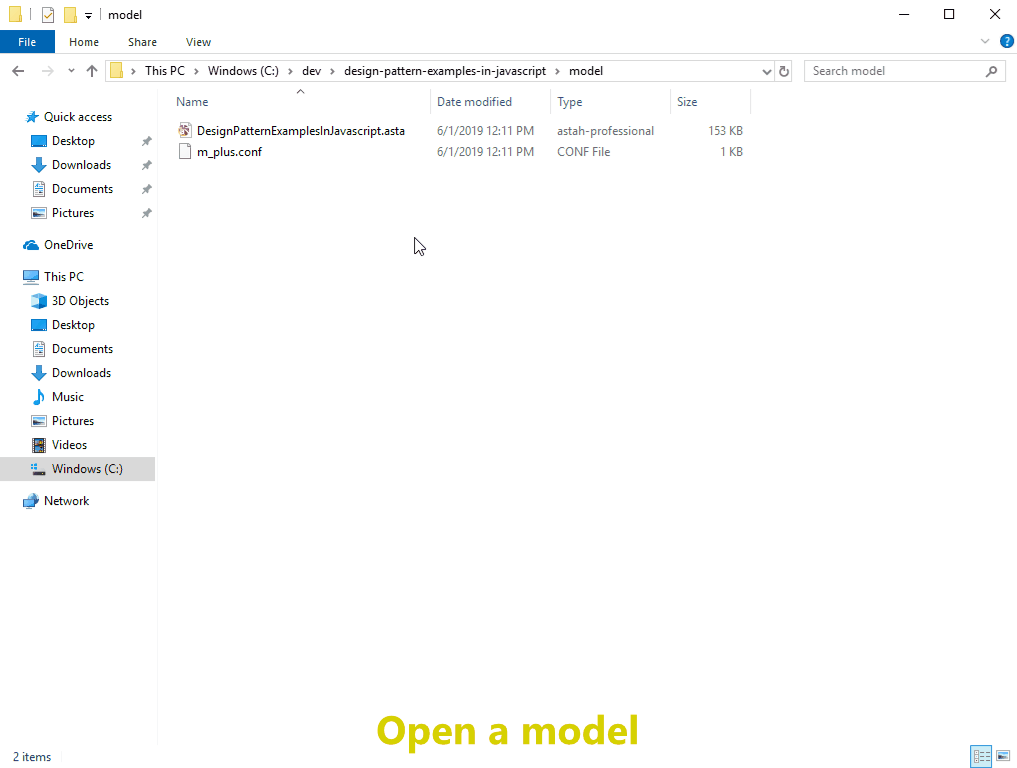 model
File Home Share View
This PC Windows (C:) dev design-pattern-examples-in-javascript model Search model
Name Date modified Type Size
Quick access
DesignPatternExamplesInJavascript.asta 6/1/2019 12:11 PM astah-professional 153 KB
Desktop
m_plus.conf 6/1/2019 12:11 PM CONF File 1 KB
Downloads
Documents
Pictures
OneDrive
This PC
3D Objects
Desktop
Documents
Downloads
Music
Pictures
Videos
Windows (C:)
Network
Open a model
2 items